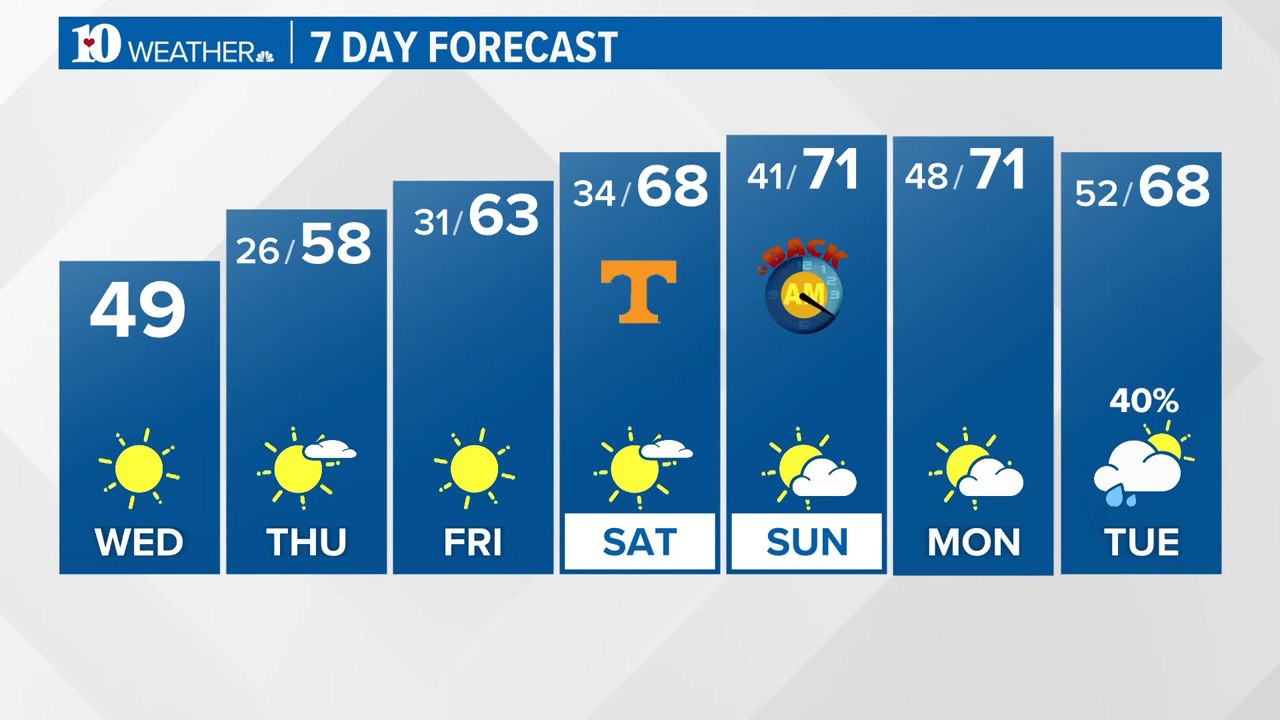 10 WEATHER 7 DAY FORECAST
49
WED
26/58
THU
31/63
FRI
34/68
T
SAT
41/71
BACK
AM
SUN
48/71
MON
52/68
40%
TUE